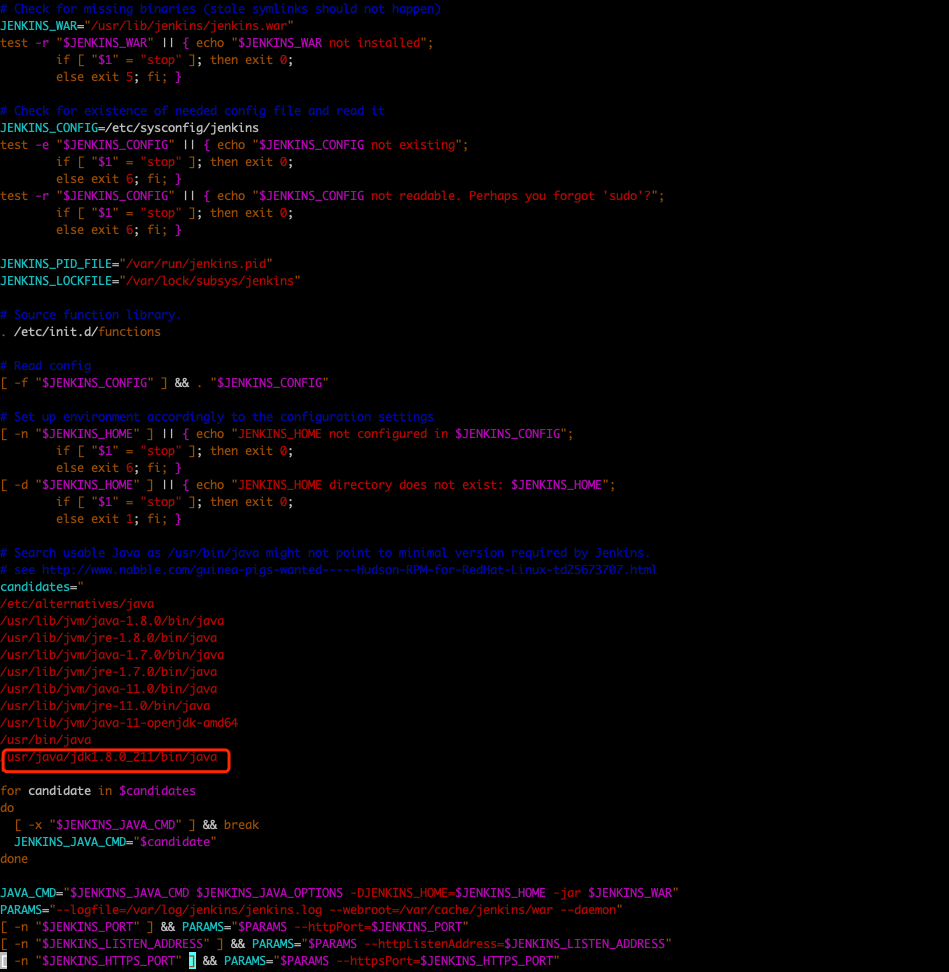 # Check for missing binaries (stale symlinks should not happen)
JENKINS_WAR="/usr/lib/jenkins/jenkins.war"
test -r "$JENKINS_WAR" || { echo "$JENKINS_WAR not installed";
        if [ "$1" = "stop" ]; then exit 0;
        else exit 5; fi; }

# Check for existence of needed config file and read it
JENKINS_CONFIG=/etc/sysconfig/jenkins
test -e "$JENKINS_CONFIG" || { echo "$JENKINS_CONFIG not existing";
        if [ "$1" = "stop" ]; then exit 0;
        else exit 6; fi; }
test -r "$JENKINS_CONFIG" || { echo "$JENKINS_CONFIG not readable. Perhaps you forgot 'sudo'?";
        if [ "$1" = "stop" ]; then exit 0;
        else exit 6; fi; }

JENKINS_PID_FILE="/var/run/jenkins.pid"
JENKINS_LOCKFILE="/var/lock/subsys/jenkins"

# Source function library.
. /etc/init.d/functions

# Read config
[ -f "$JENKINS_CONFIG" ] && . "$JENKINS_CONFIG"

# Set up environment accordingly to the configuration settings
[ -n "$JENKINS_HOME" ] || { echo "JENKINS_HOME not configured in $JENKINS_CONFIG";
        if [ "$1" = "stop" ]; then exit 0;
        else exit 6; fi; }
[ -d "$JENKINS_HOME" ] || { echo "JENKINS_HOME directory does not exist: $JENKINS_HOME";
        if [ "$1" = "stop" ]; then exit 0;
        else exit 1; fi; }

# Search usable Java as /usr/bin/java might not point to minimal version required by Jenkins.
# see http://www.nabble.com/guinea-pigs-wanted-----Hudson-RPM-for-RedHat-Linux-td25673707.html
candidates="
/etc/alternatives/java
/usr/lib/jvm/java-1.8.0/bin/java
/usr/lib/jvm/jre-1.8.0/bin/java
/usr/lib/jvm/java-1.7.0/bin/java
/usr/lib/jvm/jre-1.7.0/bin/java
/usr/lib/jvm/java-11.0/bin/java
/usr/lib/jvm/jre-11.0/bin/java
/usr/lib/jvm/java-11-openjdk-amd64
/usr/bin/java
/usr/java/jdk1.8.0_211/bin/java

for candidate in $candidates
do
  [ -x "$JENKINS_JAVA_CMD" ] && break
  JENKINS_JAVA_CMD="$candidate"
done

JAVA_CMD="$JENKINS_JAVA_CMD $JENKINS_JAVA_OPTIONS -DJENKINS_HOME=$JENKINS_HOME -jar $JENKINS_WAR"
PARAMS="--logfile=/var/log/jenkins/jenkins.log --webroot=/var/cache/jenkins/war --daemon"
[ -n "$JENKINS_PORT" ] && PARAMS="$PARAMS --httpPort=$JENKINS_PORT"
[ -n "$JENKINS_LISTEN_ADDRESS" ] && PARAMS="$PARAMS --httpListenAddress=$JENKINS_LISTEN_ADDRESS"
[ -n "$JENKINS_HTTPS_PORT" ] && PARAMS="$PARAMS --httpsPort=$JENKINS_HTTPS_PORT"